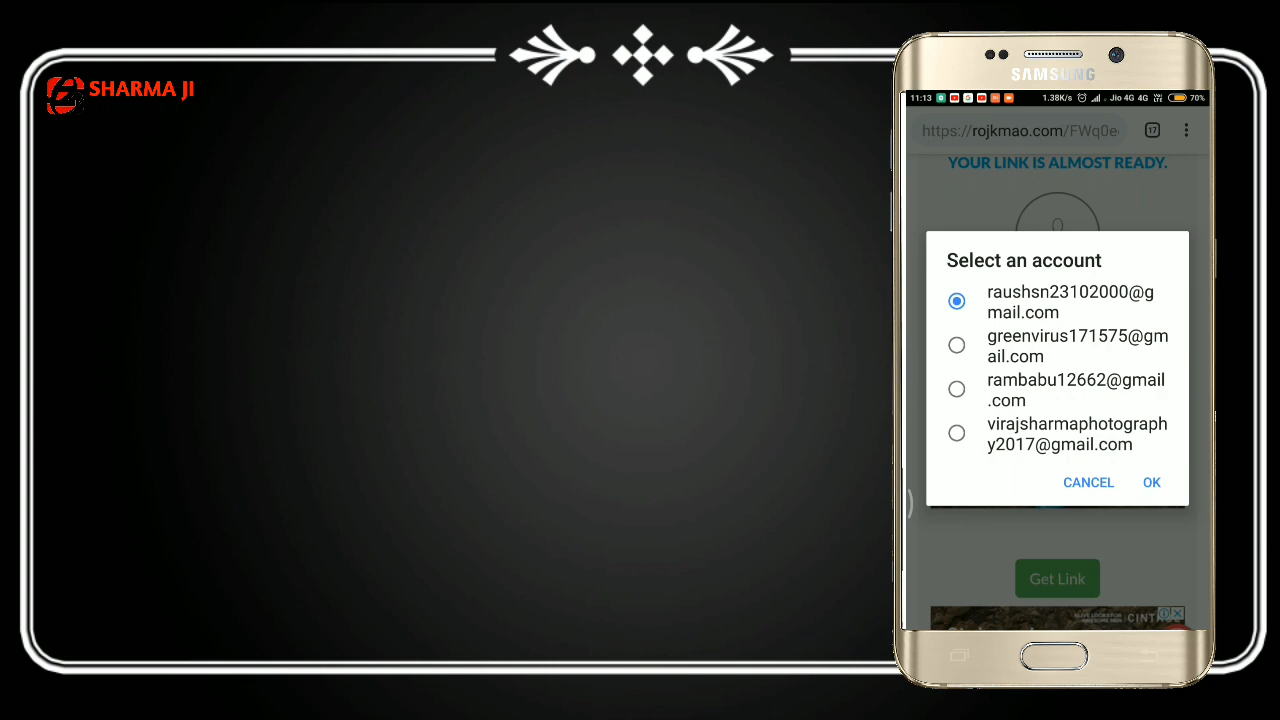 SHARMA JI
SAMSUNG
11:13
1.38K/s
Jio 4G 4G
70%
https://rojkmao.com/FWq0e
17
YOUR LINK IS ALMOST READY.
0
Select an account
raushsn23102000@g
mail.com
greenvirus171575@gm
ail.com
rambabu12662@gmail
.com
virajsharmaphotograph
y2017@gmail.com
CANCEL OK
Get Link